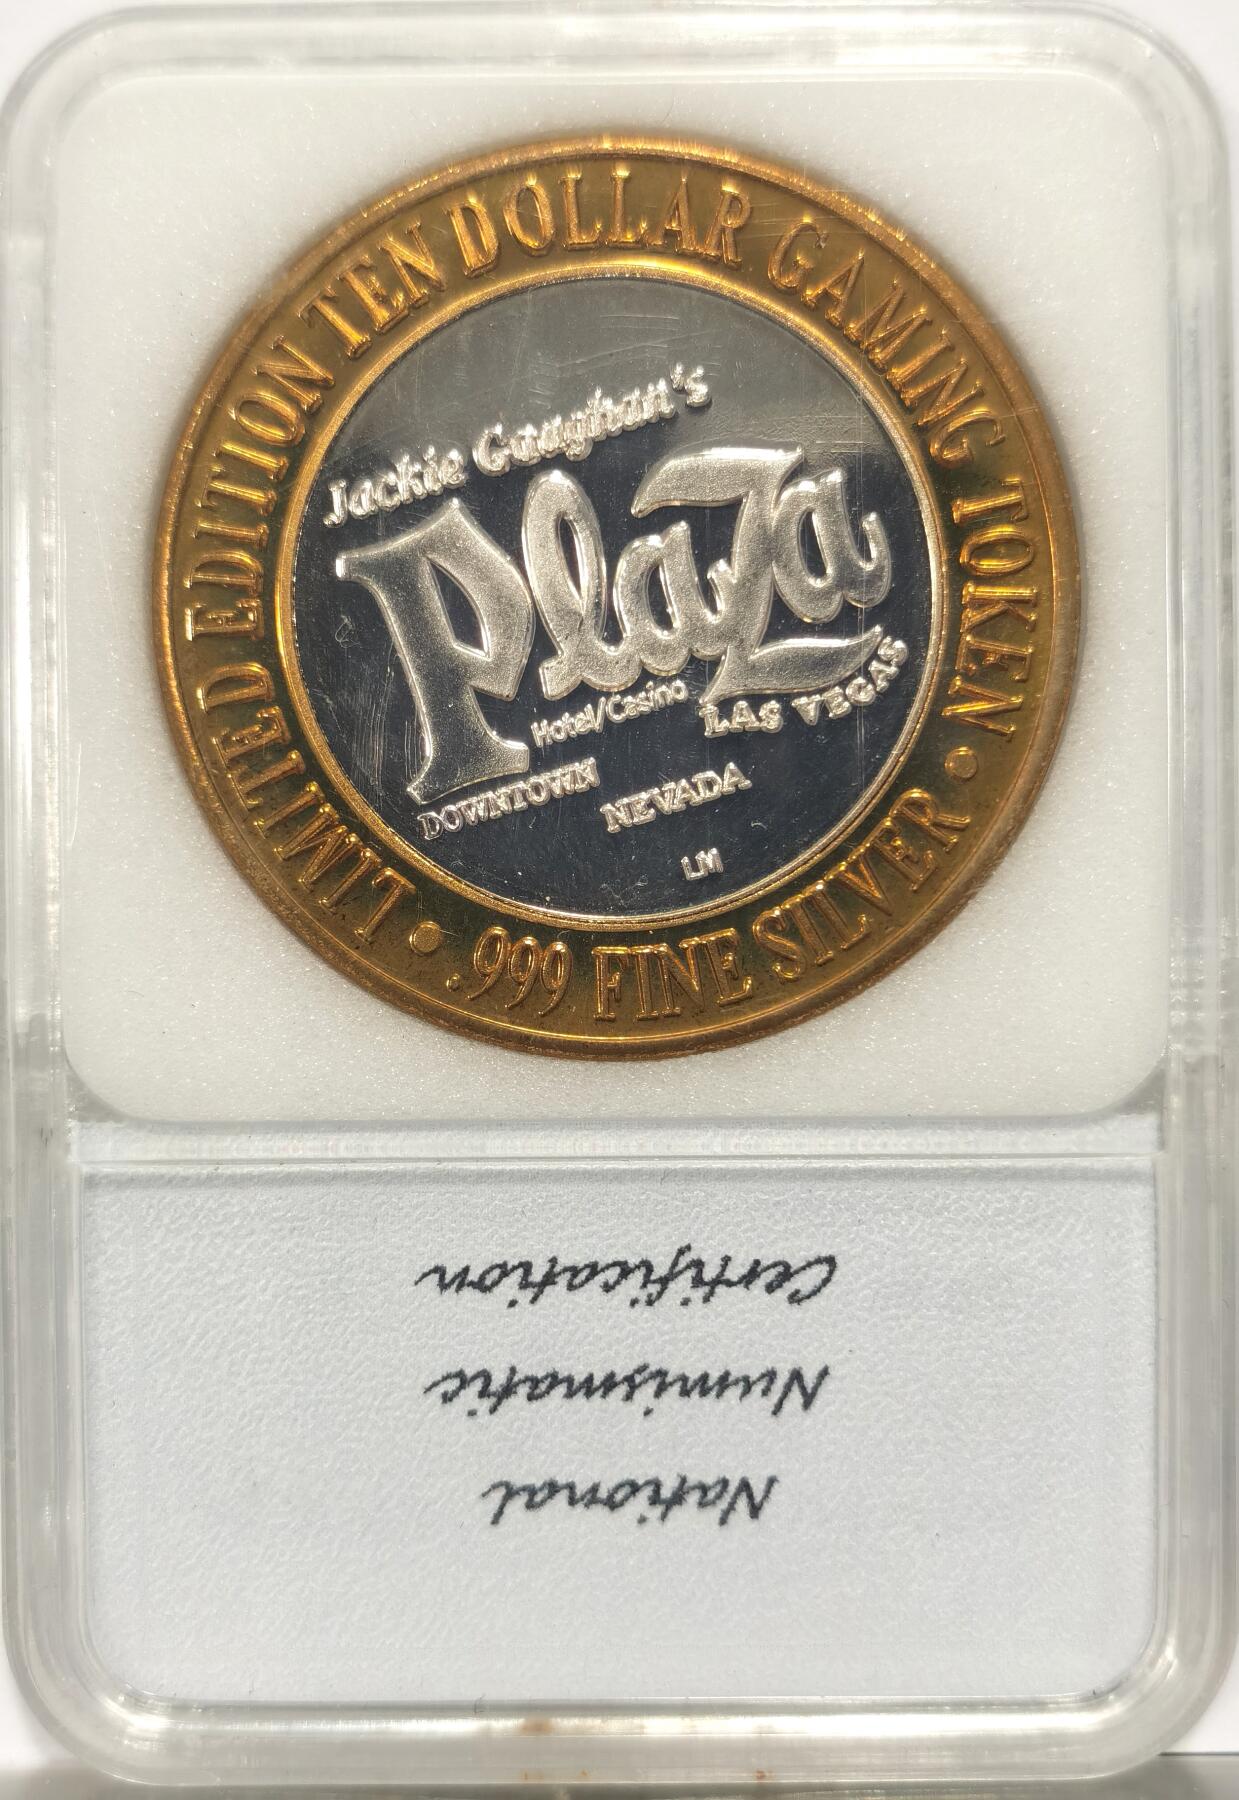 LIMITED EDITION TEN DOLLAR GAMING TOKEN •
.999 FINE SILVER •
Jackie Gaughan's
Plaza
Hotel/Casino
LAS VEGAS
DOWNTOWN
NEVADA
LM
National
Numismatic
Certification